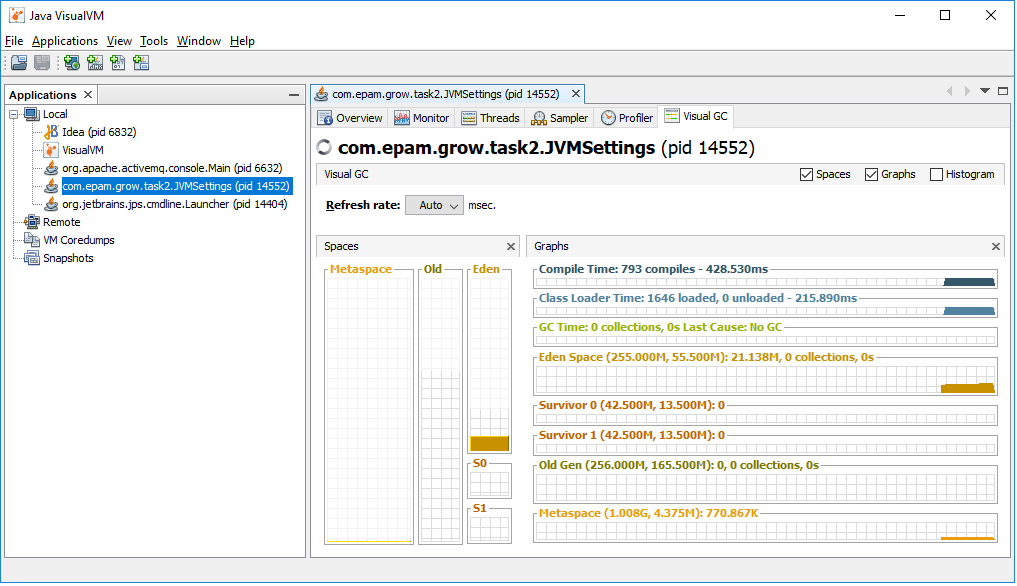 Java VisualVM
File Applications View Tools Window Help
Applications
Local
Idea (pid 6832)
VisualVM
org.apache.activemq.console.Main (pid 6632)
com.epam.grow.task2.JVMSettings (pid 14552)
org.jetbrains.jps.cmdline.Launcher (pid 14404)
Remote
VM Coredumps
Snapshots
com.epam.grow.task2.JVMSettings (pid 14552)
Overview Monitor Threads Sampler Profiler Visual GC
com.epam.grow.task2.JVMSettings (pid 14552)
Visual GC Spaces Graphs Histogram
Refresh rate: Auto msec.
Spaces
Metaspace Old Eden
S0
S1
Graphs
Compile Time: 793 compiles - 428.530ms
Class Loader Time: 1646 loaded, 0 unloaded - 215.890ms
GC Time: 0 collections, 0s Last Cause: No GC
Eden Space (255.000M, 55.500M): 21.138M, 0 collections, 0s
Survivor 0 (42.500M, 13.500M): 0
Survivor 1 (42.500M, 13.500M): 0
Old Gen (256.000M, 165.500M): 0, 0 collections, 0s
Metaspace (1.008G, 4.375M): 770.867K